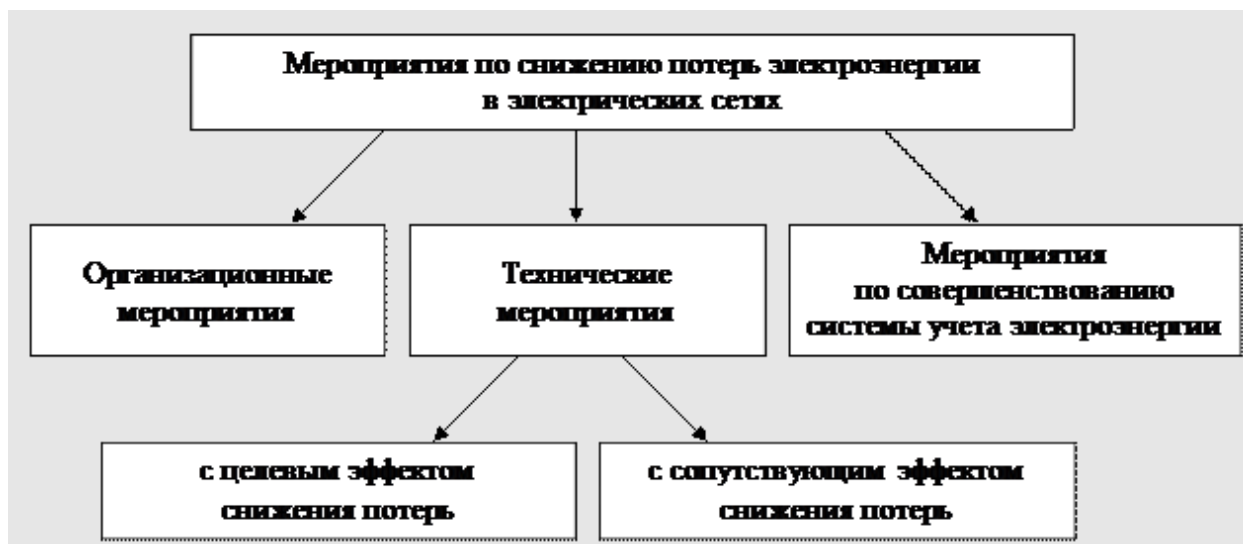 Мероприятия по снижению потерь электроэнергии
в электрических сетях
Организационные
мероприятия
Технические
мероприятия
Мероприятия
по совершенствованию
системы учета электроэнергии
с целевым эффектом
снижения потерь
с сопутствующим эффектом
снижения потерь